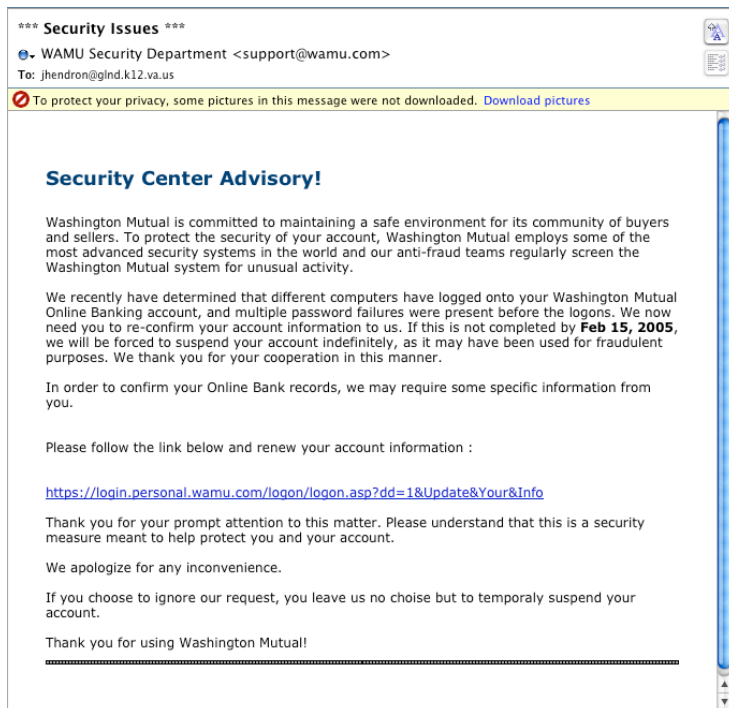 *** Security Issues ***
WAMU Security Department <support@wamu.com>
To: jhendron@glnd.k12.va.us
To protect your privacy, some pictures in this message were not downloaded. Download pictures
Security Center Advisory!
Washington Mutual is committed to maintaining a safe environment for its community of buyers
and sellers. To protect the security of your account, Washington Mutual employs some of the
most advanced security systems in the world and our anti-fraud teams regularly screen the
Washington Mutual system for unusual activity.
We recently have determined that different computers have logged onto your Washington Mutual
Online Banking account, and multiple password failures were present before the logons. We now
need you to re-confirm your account information to us. If this is not completed by Feb 15, 2005,
we will be forced to suspend your account indefinitely, as it may have been used for fraudulent
purposes. We thank you for your cooperation in this manner.
In order to confirm your Online Bank records, we may require some specific information from
you.
Please follow the link below and renew your account information :
https://login.personal.wamu.com/logon/logon.asp?dd=1&Update&Your&Info
Thank you for your prompt attention to this matter. Please understand that this is a security
measure meant to help protect you and your account.
We apologize for any inconvenience.
If you choose to ignore our request, you leave us no choise but to temporaly suspend your
account.
Thank you for using Washington Mutual!